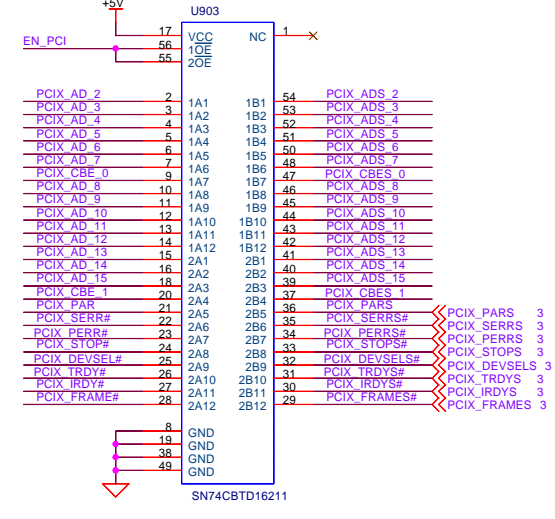 +5V
U903
EN_PCI
17 VCC NC 1
56 1OE
55 2OE
PCIX_AD_2 2 1A1 1B1 54 PCIX_ADS_2
PCIX_AD_3 3 1A2 1B2 53 PCIX_ADS_3
PCIX_AD_4 4 1A3 1B3 52 PCIX_ADS_4
PCIX_AD_5 5 1A4 1B4 51 PCIX_ADS_5
PCIX_AD_6 6 1A5 1B5 50 PCIX_ADS_6
PCIX_AD_7 7 1A6 1B6 48 PCIX_ADS_7
PCIX_CBE_0 9 1A7 1B7 47 PCIX_CBES_0
PCIX_AD_8 10 1A8 1B8 46 PCIX_ADS_8
PCIX_AD_9 11 1A9 1B9 45 PCIX_ADS_9
PCIX_AD_10 12 1A10 1B10 44 PCIX_ADS_10
PCIX_AD_11 13 1A11 1B11 43 PCIX_ADS_11
PCIX_AD_12 14 1A12 1B12 42 PCIX_ADS_12
PCIX_AD_13 15 2A1 2B1 41 PCIX_ADS_13
PCIX_AD_14 16 2A2 2B2 40 PCIX_ADS_14
PCIX_AD_15 18 2A3 2B3 39 PCIX_ADS_15
PCIX_CBE_1 20 2A4 2B4 37 PCIX_CBES_1
PCIX_PAR 21 2A5 2B5 36 PCIX_PARS PCIX_PARS 3
PCIX_SERR# 22 2A6 2B6 35 PCIX_SERRS# PCIX_SERRS 3
PCIX_PERR# 23 2A7 2B7 34 PCIX_PERRS# PCIX_PERRS 3
PCIX_STOP# 24 2A8 2B8 33 PCIX_STOPS# PCIX_STOPS 3
PCIX_DEVSEL# 25 2A9 2B9 32 PCIX_DEVSELS# PCIX_DEVSELS 3
PCIX_TRDY# 26 2A10 2B10 31 PCIX_TRDYS# PCIX_TRDYS 3
PCIX_IRDY# 27 2A11 2B11 30 PCIX_IRDYS# PCIX_IRDYS 3
PCIX_FRAME# 28 2A12 2B12 29 PCIX_FRAMES# PCIX_FRAMES 3
8 GND
19 GND
38 GND
49 GND
SN74CBTD16211